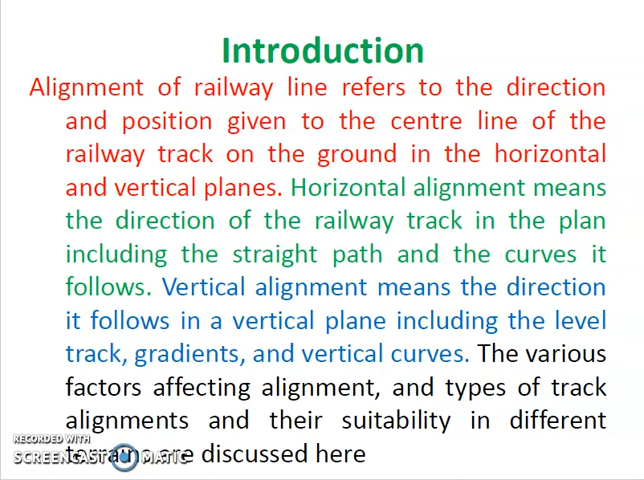 Introduction
Alignment of railway line refers to the direction
and position given to the centre line of the
railway track on the ground in the horizontal
and vertical planes. Horizontal alignment means
the direction of the railway track in the plan
including the straight path and the curves it
follows. Vertical alignment means the direction
it follows in a vertical plane including the level
track, gradients, and vertical curves. The various
factors affecting alignment, and types of track
alignments and their suitability in different
RECORDED WITH
SCREENCAST MATIC
are discussed here